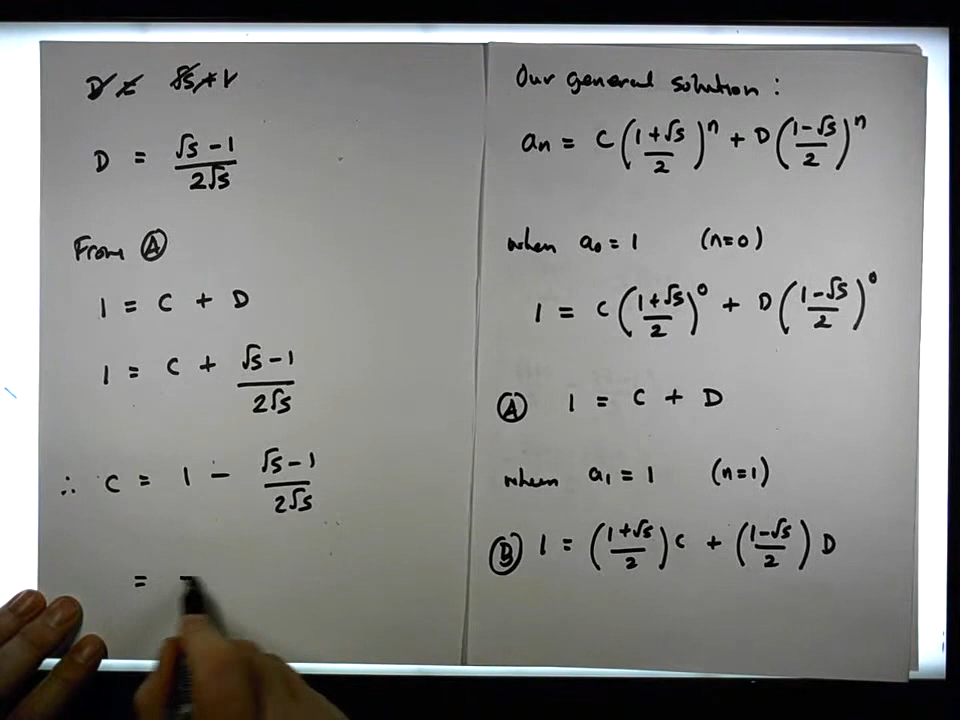 D = √5 + 1
D = √5 - 1 / 2√5
From Ⓐ
1 = C + D
1 = C + √5 - 1 / 2√5
∴ C = 1 - √5 - 1 / 2√5
=
Our general solution :
an = C ( 1 + √5 / 2 )^n + D ( 1 - √5 / 2 )^n
when a₀ = 1 (n=0)
1 = C ( 1 + √5 / 2 )^0 + D ( 1 - √5 / 2 )^0
Ⓐ 1 = C + D
when a₁ = 1 (n=1)
Ⓑ 1 = ( 1 + √5 / 2 ) C + ( 1 - √5 / 2 ) D